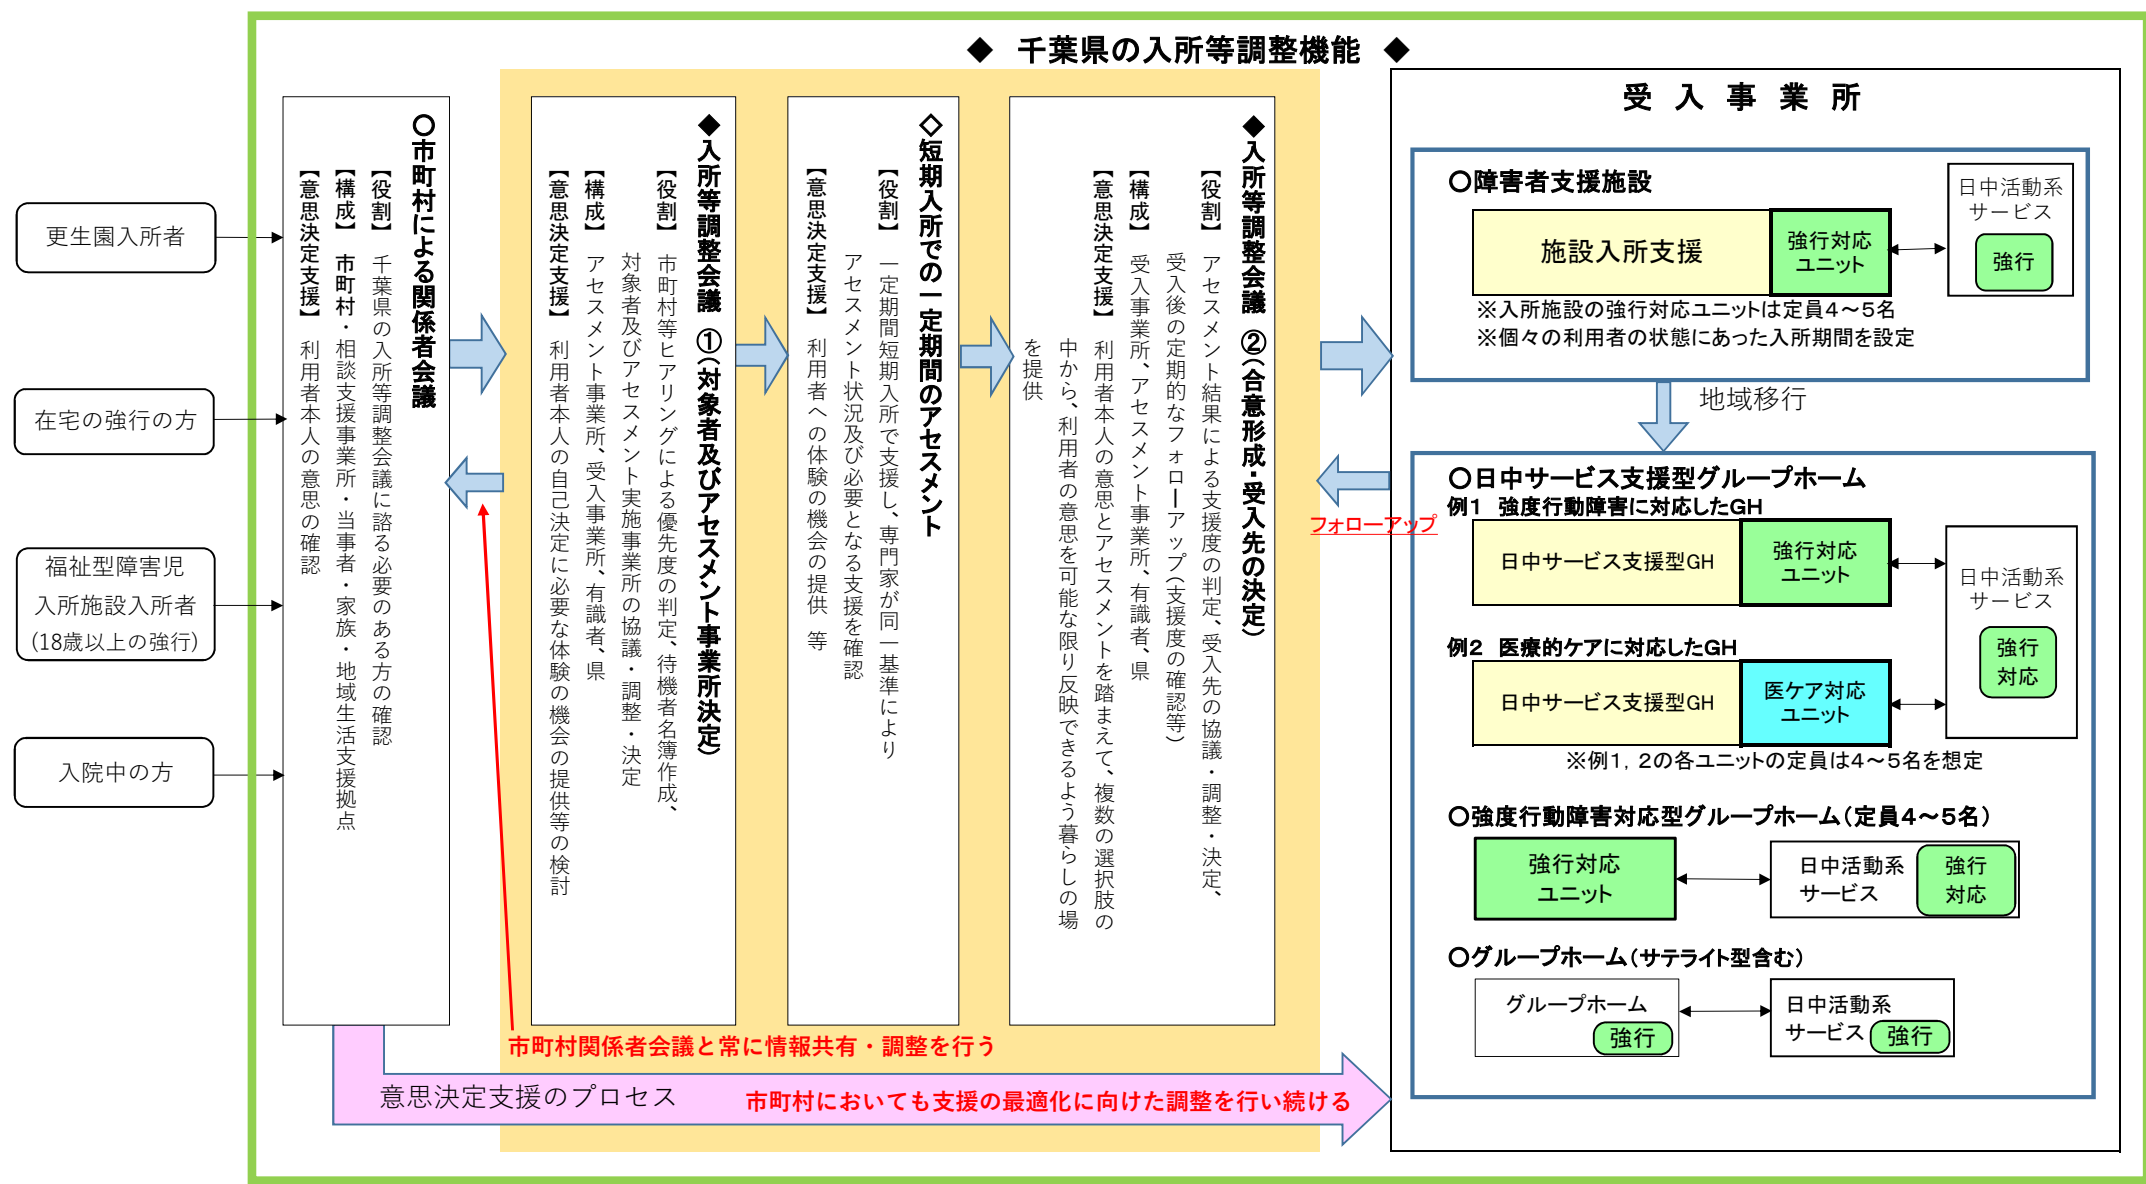 ◆　千葉県の入所等調整機能　◆
更生園入所者
在宅の強行の方
福祉型障害児
入所施設入所者
(18歳以上の強行)
入院中の方
〇市町村による関係者会議
【役割】　千葉県の入所等調整会議に諮る必要のある方の確認
【構成】　市町村・相談支援事業所・当事者・家族・地域生活支援拠点
【意思決定支援】　利用者本人の意思の確認
◆入所等調整会議　①（対象者及びアセスメント事業所決定）
【役割】　市町村等ヒアリングによる優先度の判定、待機者名簿作成、
対象者及びアセスメント実施事業所の協議・調整・決定
【構成】　アセスメント事業所、受入事業所、有識者、県
【意思決定支援】　利用者本人の自己決定に必要な体験の機会の提供等の検討
◇短期入所での一定期間のアセスメント
【役割】　一定期間短期入所で支援し、専門家が同一基準により
アセスメント状況及び必要となる支援を確認
【意思決定支援】　利用者への体験の機会の提供　等
◆入所等調整会議　②（合意形成・受入先の決定）
【役割】　アセスメント結果による支援度の判定、受入先の協議・調整・決定、
受入後の定期的なフォローアップ（支援度の確認等）
【構成】　受入事業所、アセスメント事業所、有識者、県
【意思決定支援】　利用者本人の意思とアセスメントを踏まえて、複数の選択肢の
中から、利用者の意思を可能な限り反映できるよう暮らしの場
を提供
フォローアップ
市町村関係者会議と常に情報共有・調整を行う
意思決定支援のプロセス
市町村においても支援の最適化に向けた調整を行い続ける
受　入　事　業　所
〇障害者支援施設
施設入所支援
強行対応
ユニット
日中活動系
サービス
強行
※入所施設の強行対応ユニットは定員４～５名
※個々の利用者の状態にあった入所期間を設定
地域移行
〇日中サービス支援型グループホーム
例１　強度行動障害に対応したGH
日中サービス支援型GH
強行対応
ユニット
日中活動系
サービス
強行
対応
例２　医療的ケアに対応したGH
日中サービス支援型GH
医ケア対応
ユニット
※例１，２の各ユニットの定員は４～５名を想定
〇強度行動障害対応型グループホーム（定員４～５名）
強行対応
ユニット
日中活動系
サービス
強行
対応
〇グループホーム（サテライト型含む）
グループホーム
強行
日中活動系
サービス
強行